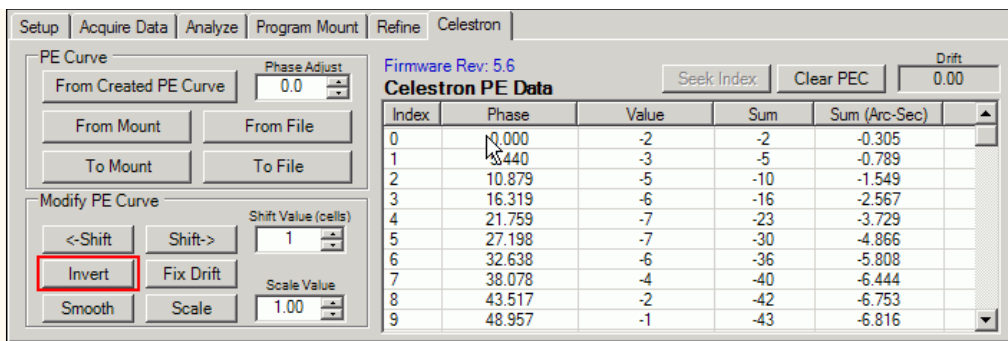 Setup Acquire Data Analyze Program Mount Refine Celestron
PE Curve
Phase Adjust
From Created PE Curve 0.0
From Mount From File
To Mount To File
Modify PE Curve
Shift Value (cells)
<-Shift Shift-> 1
Invert Fix Drift
Scale Value
Smooth Scale 1.00
Firmware Rev: 5.6
Celestron PE Data
Seek Index Clear PEC
Drift
0.00
Index Phase Value Sum Sum (Arc-Sec)
0 0.000 -2 -2 -0.305
1 5.440 -3 -5 -0.789
2 10.879 -5 -10 -1.549
3 16.319 -6 -16 -2.567
4 21.759 -7 -23 -3.729
5 27.198 -7 -30 -4.866
6 32.638 -6 -36 -5.808
7 38.078 -4 -40 -6.444
8 43.517 -2 -42 -6.753
9 48.957 -1 -43 -6.816